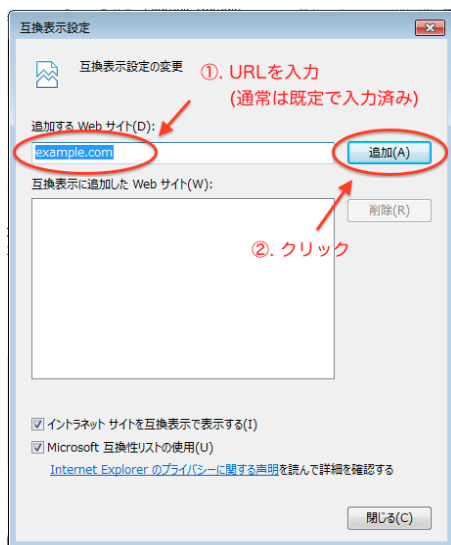 互換表示設定
互換表示設定の変更
①. URLを入力
(通常は既定で入力済み)
追加する Web サイト(D):
example.com
追加(A)
互換表示に追加した Web サイト(W):
削除(R)
②. クリック
イントラネット サイトを互換表示で表示する(I)
Microsoft 互換性リストの使用(U)
Internet Explorer のプライバシーに関する声明を読んで詳細を確認する
閉じる(C)